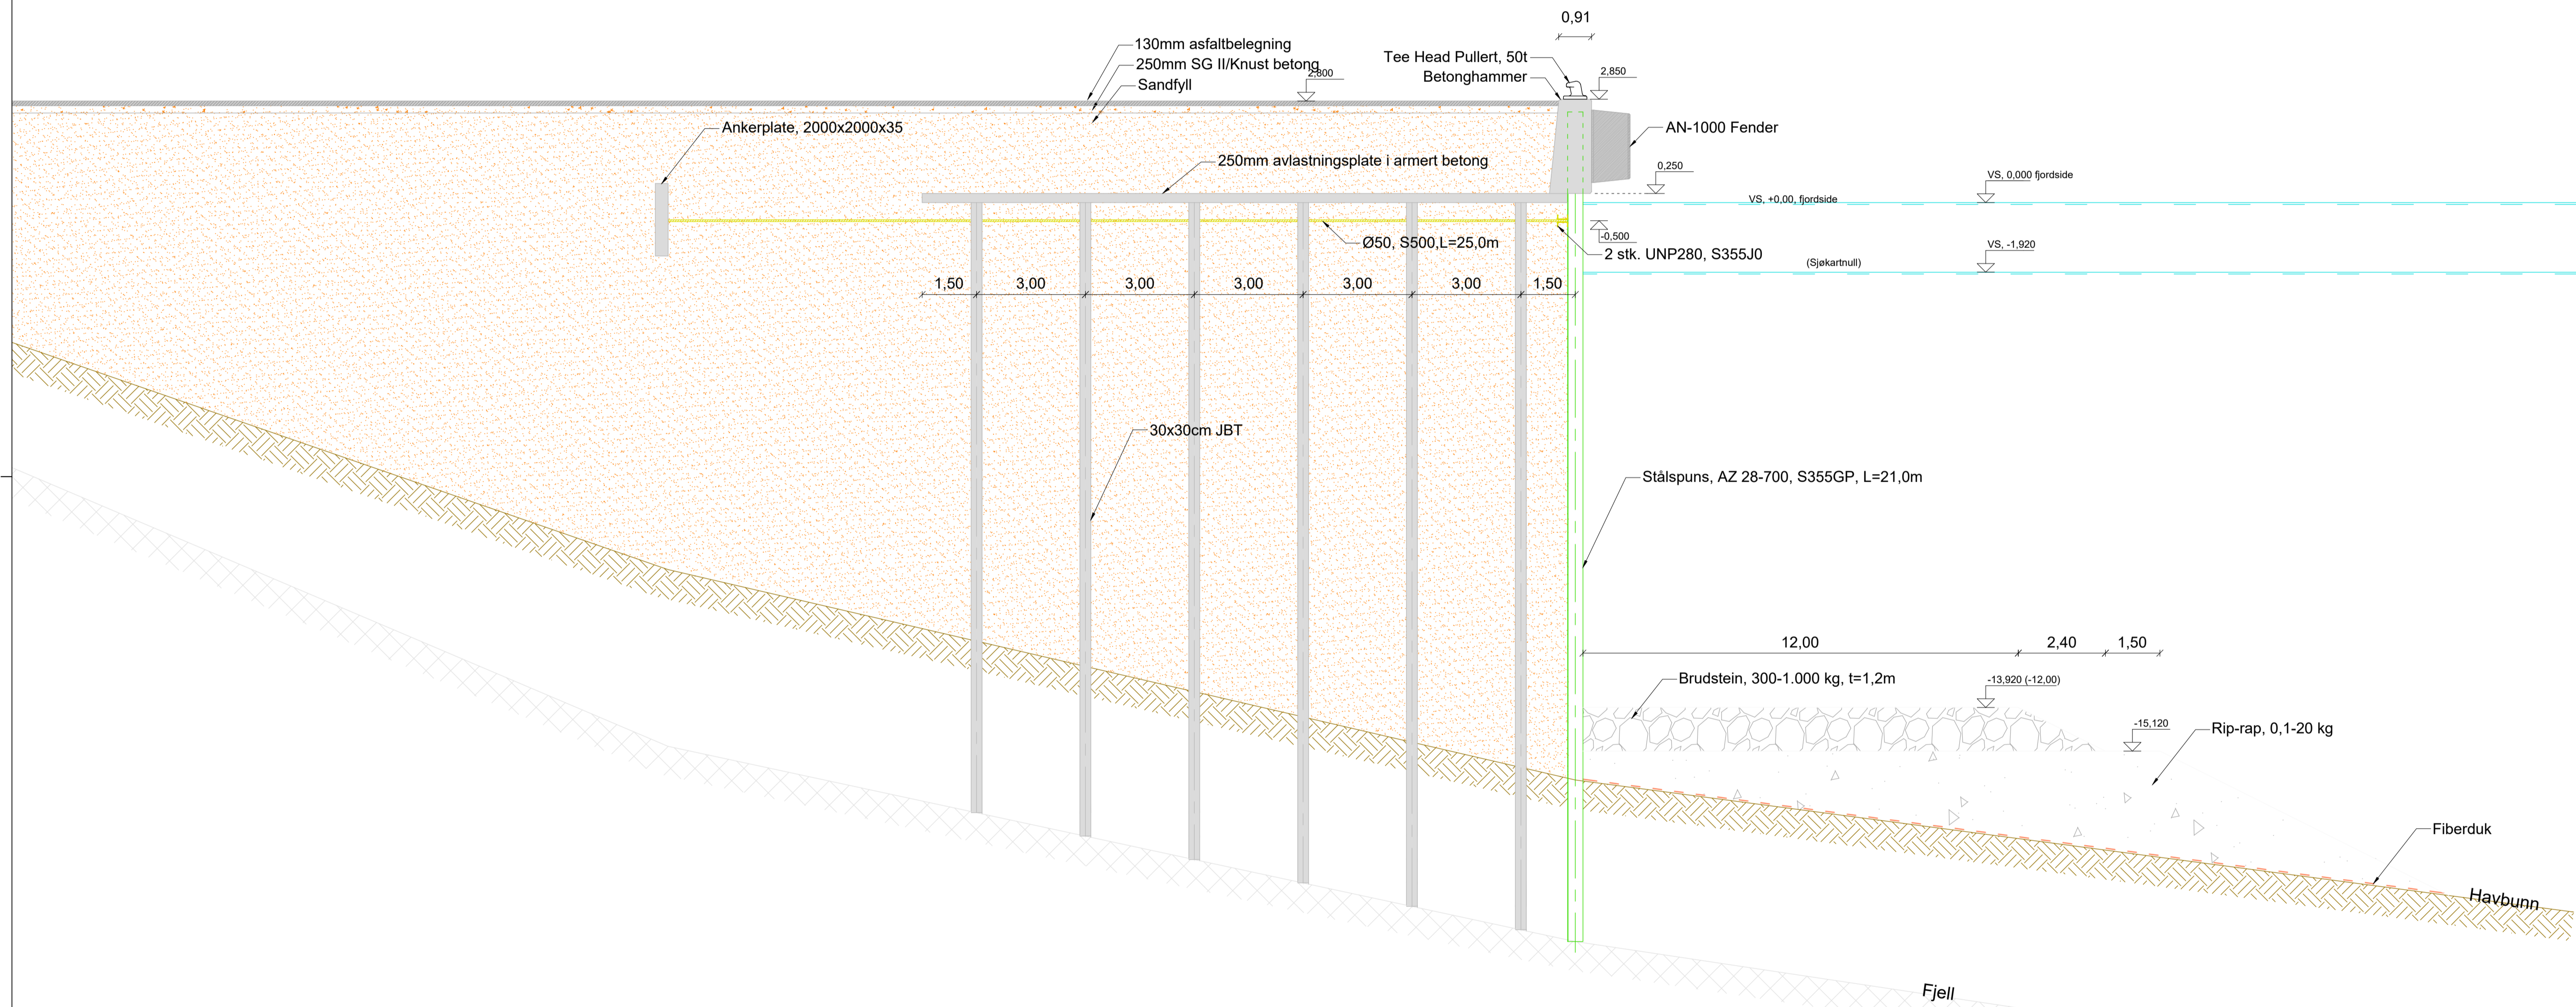 0,91
130mm asfaltbelegning
250mm SG II/Knust betong
Sandfyll
2,800
Tee Head Pullert, 50t
Betonghammer
2,850
Ankerplate, 2000x2000x35
AN-1000 Fender
250mm avlastningsplate i armert betong
0,250
VS, 0,000 fjordside
VS, +0,00, fjordside
-0,500
Ø50, S500,L=25,0m
2 stk. UNP280, S355J0
VS, -1,920
(Sjøkartnull)
1,50 3,00 3,00 3,00 3,00 3,00 1,50
30x30cm JBT
Stålspuns, AZ 28-700, S355GP, L=21,0m
12,00 2,40 1,50
Brudstein, 300-1.000 kg, t=1,2m
-13,920 (-12,00)
-15,120
Rip-rap, 0,1-20 kg
Fiberduk
Havbunn
Fjell